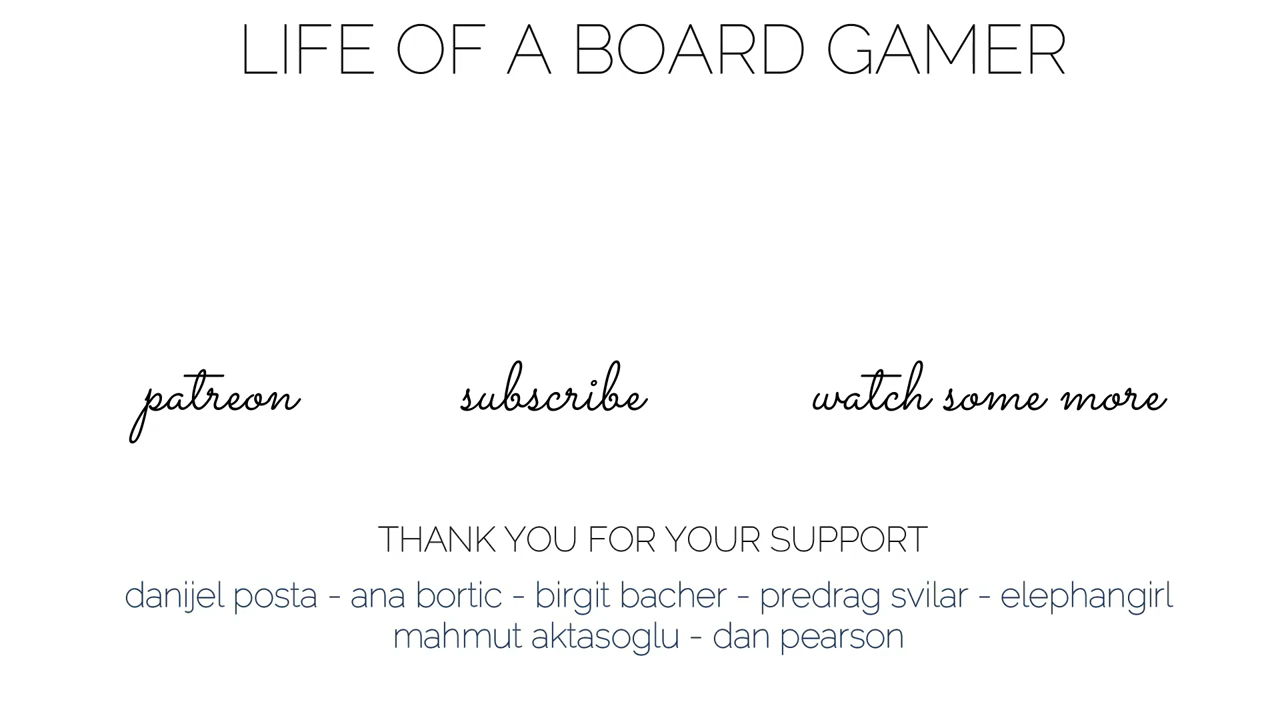 LIFE OF A BOARD GAMER
patreon subscribe watch some more
THANK YOU FOR YOUR SUPPORT
danijel posta - ana bortic - birgit bacher - predrag svilar - elephangirl
mahmut aktasoglu - dan pearson